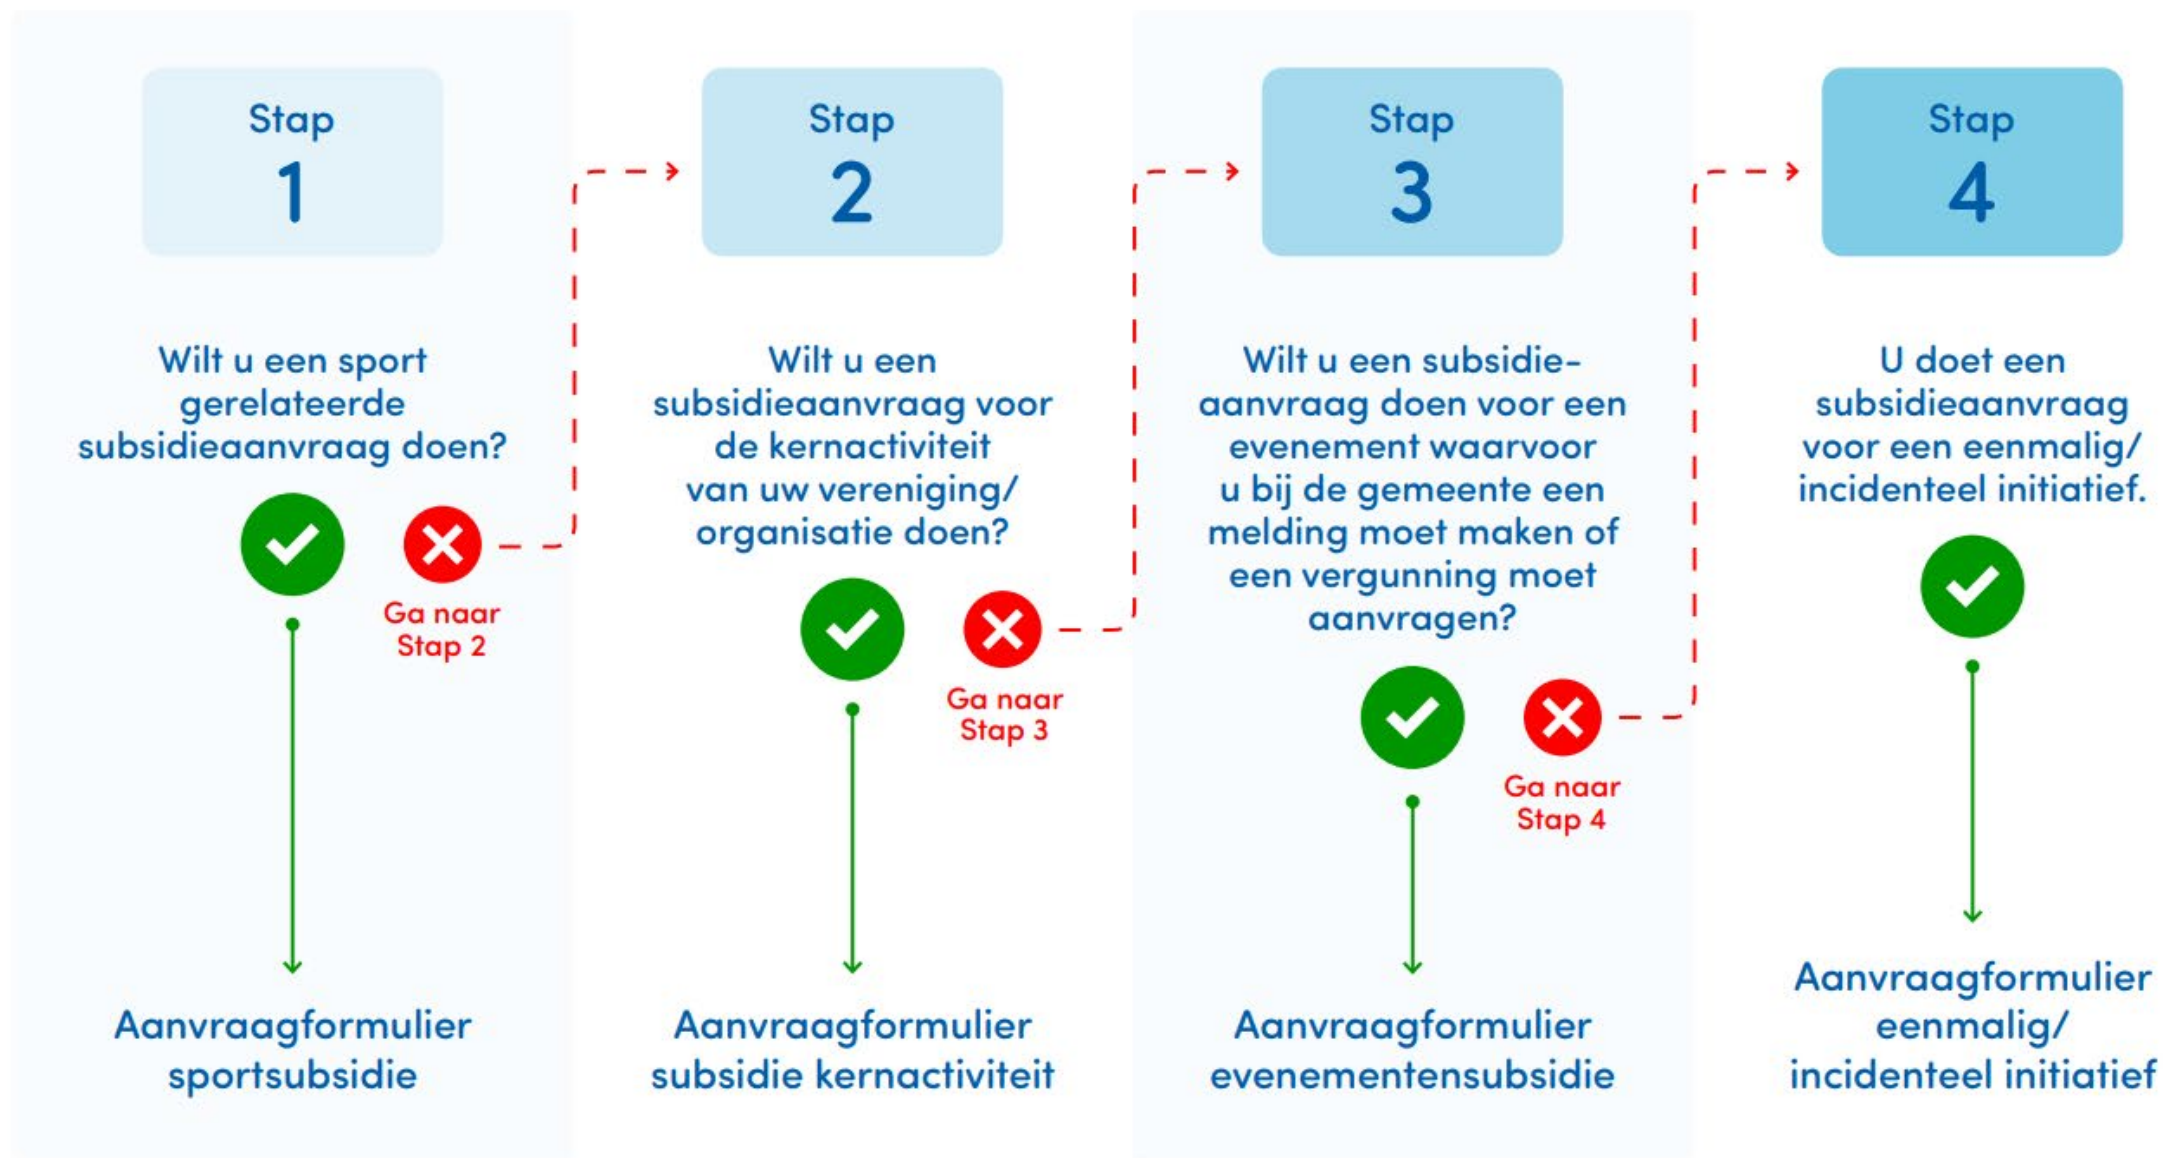 Stap
1
Wilt u een sport
gerelateerde
subsidieaanvraag doen?
Ga naar
Stap 2
Aanvraagformulier
sportsubsidie
Stap
2
Wilt u een
subsidieaanvraag voor
de kernactiviteit
van uw vereniging/
organisatie doen?
Ga naar
Stap 3
Aanvraagformulier
subsidie kernactiviteit
Stap
3
Wilt u een subsidie-
aanvraag doen voor een
evenement waarvoor
u bij de gemeente een
melding moet maken of
een vergunning moet
aanvragen?
Ga naar
Stap 4
Aanvraagformulier
evenementensubsidie
Stap
4
U doet een
subsidieaanvraag
voor een eenmalig/
incidenteel initiatief.
Aanvraagformulier
eenmalig/
incidenteel initiatief